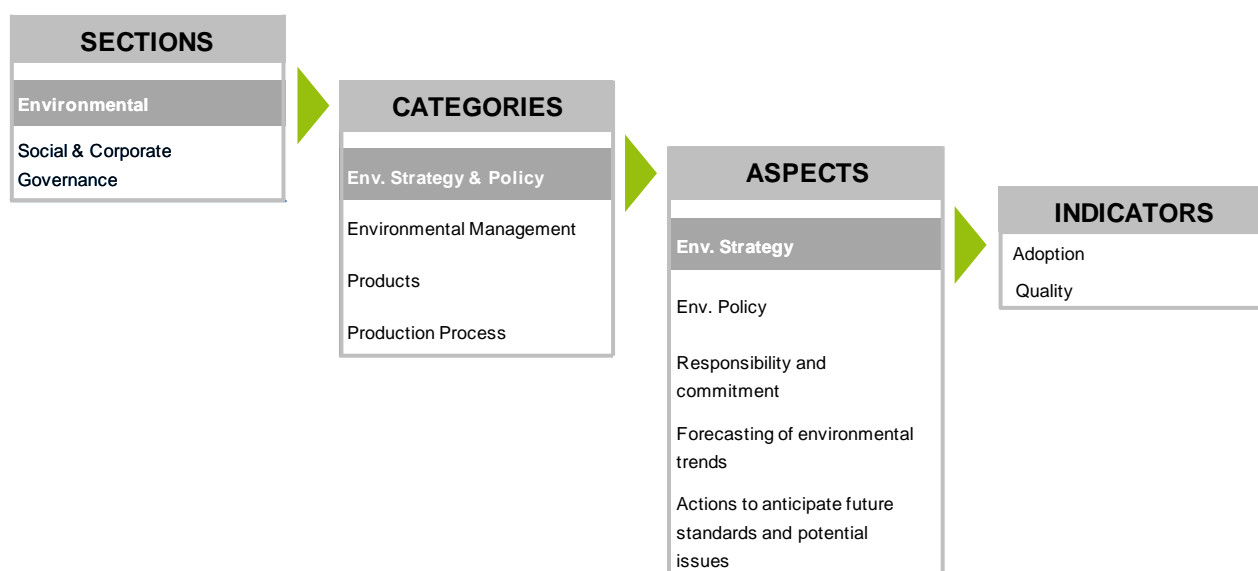 SECTIONS
Environmental
Social & Corporate
Governance
CATEGORIES
Env. Strategy & Policy
Environmental Management
Products
Production Process
ASPECTS
Env. Strategy
Env. Policy
Responsibility and
commitment
Forecasting of environmental
trends
Actions to anticipate future
standards and potential
issues
INDICATORS
Adoption
Quality